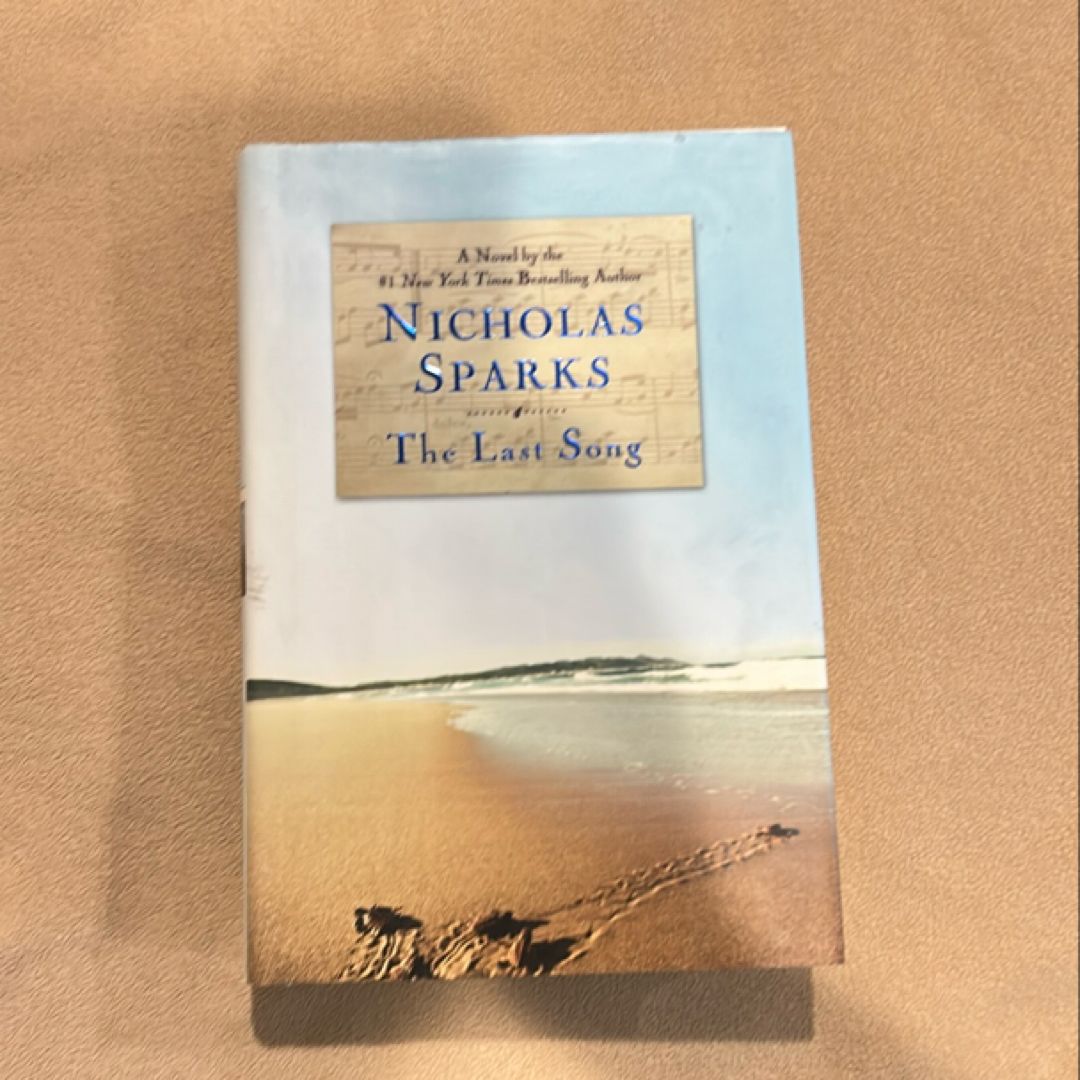 A Novel by the
#1 New York Times Bestselling Author
NICHOLAS
SPARKS
The Last Song